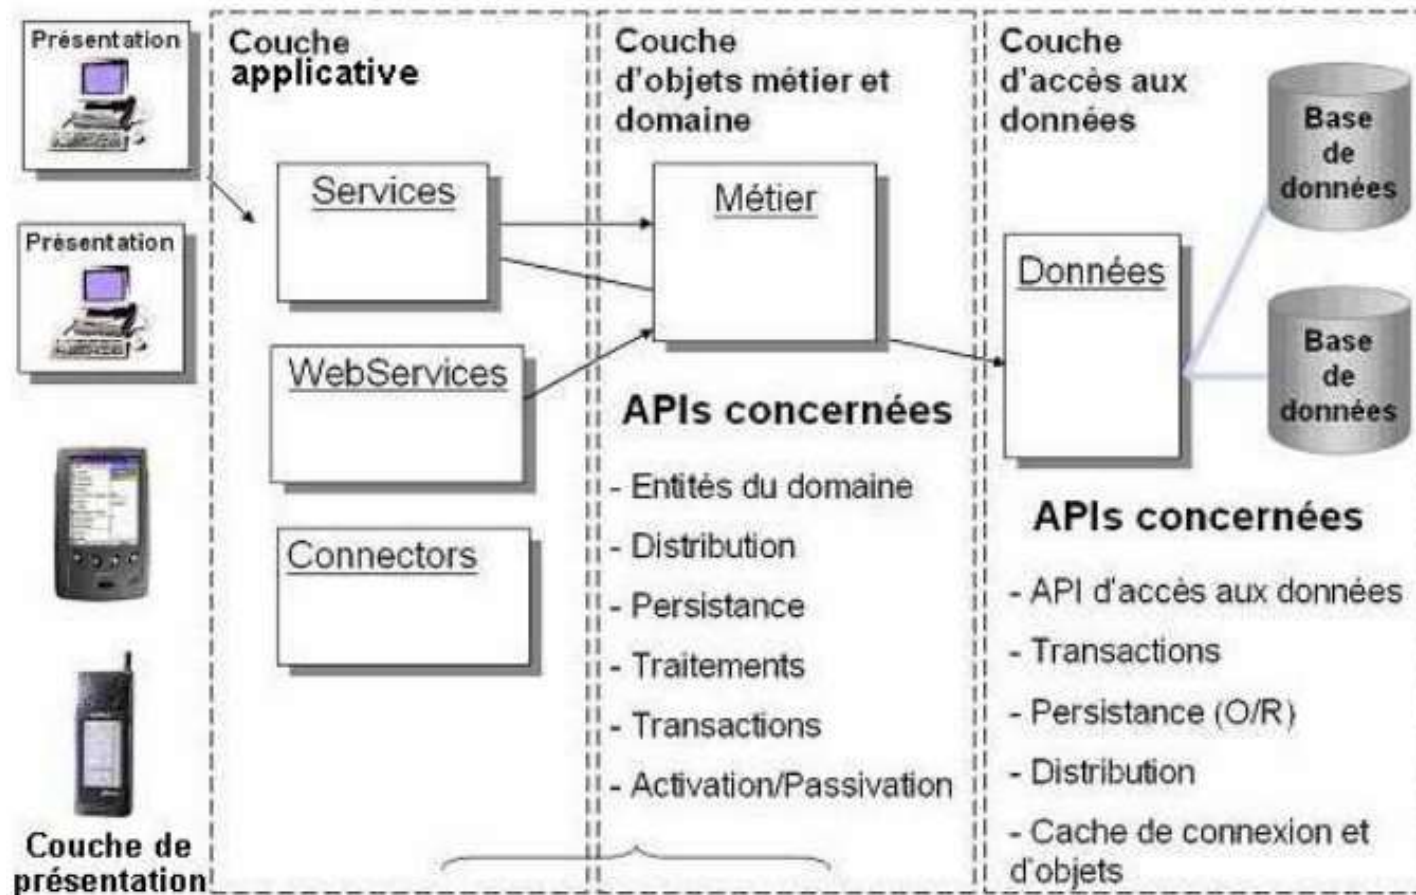 Présentation
Présentation
Couche de
présentation
Couche
applicative
Services
WebServices
Connectors
Couche
d'objets métier et
domaine
Métier
APIs concernées
- Entités du domaine
- Distribution
- Persistance
- Traitements
- Transactions
- Activation/Passivation
Couche
d'accès aux
données
Données
Base
de
données
Base
de
données
APIs concernées
- API d'accès aux données
- Transactions
- Persistance (O/R)
- Distribution
- Cache de connexion et
d'objets